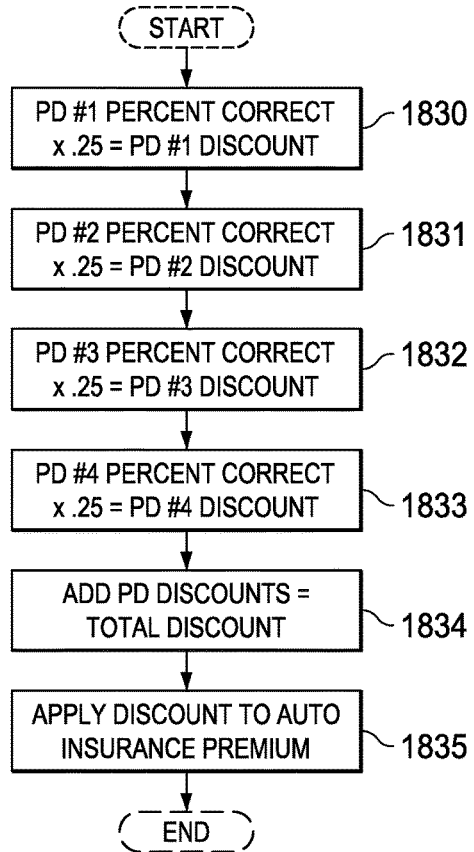 START
PD #1 PERCENT CORRECT
x .25 = PD #1 DISCOUNT
1830
PD #2 PERCENT CORRECT
x .25 = PD #2 DISCOUNT
1831
PD #3 PERCENT CORRECT
x .25 = PD #3 DISCOUNT
1832
PD #4 PERCENT CORRECT
x .25 = PD #4 DISCOUNT
1833
ADD PD DISCOUNTS =
TOTAL DISCOUNT
1834
APPLY DISCOUNT TO AUTO
INSURANCE PREMIUM
1835
END